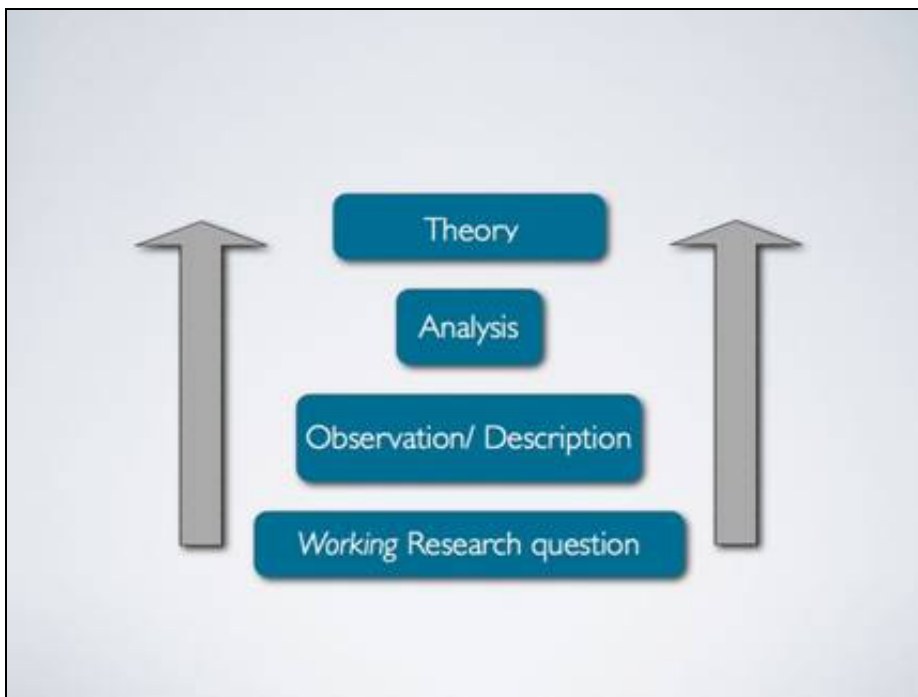 Theory
Analysis
Observation/ Description
Working Research question